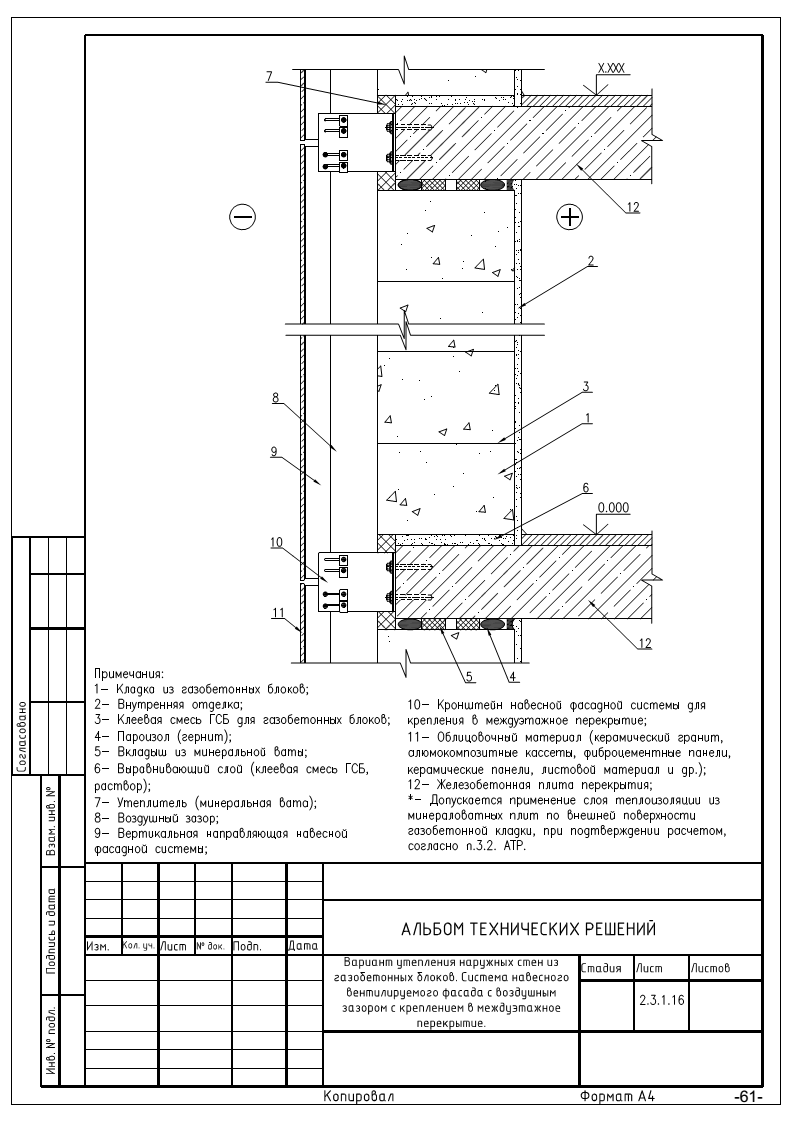 7
X.XXX
12
2
3
8
1
9
6
0.000
10
11
12
5
4
Примечания:
1– Кладка из газобетонных блоков;
2– Внутренняя отделка;
3– Клеевая смесь ГСБ для газобетонных блоков;
4– Пароизол (гернит);
5– Вкладыш из минеральной ваты;
6– Выравнивающий слой (клеевая смесь ГСБ,
раствор);
7– Утеплитель (минеральная вата);
8– Воздушный зазор;
9– Вертикальная направляющая навесной
фасадной системы;
10– Кронштейн навесной фасадной системы для
крепления в междуэтажное перекрытие;
11– Облицовочный материал (керамический гранит,
алюмокомпозитные кассеты, фиброцементные панели,
керамические панели, листовой материал и др.);
12– Железобетонная плита перекрытия;
*– Допускается применение слоя теплоизоляции из
минераловатных плит по внешней поверхности
газобетонной кладки, при подтверждении расчетом,
согласно п.3.2. АТР.
Согласовано
Взам. инв. №
Подпись и дата
Инв. № подл.
Изм. Кол. уч. Лист № док. Подп. Дата
АЛЬБОМ ТЕХНИЧЕСКИХ РЕШЕНИЙ
Вариант утепления наружных стен из
газобетонных блоков. Система навесного
вентилируемого фасада с воздушным
зазором с креплением в междуэтажное
перекрытие.
Стадия Лист Листов
2.3.1.16
Копировал Формат А4 -61-